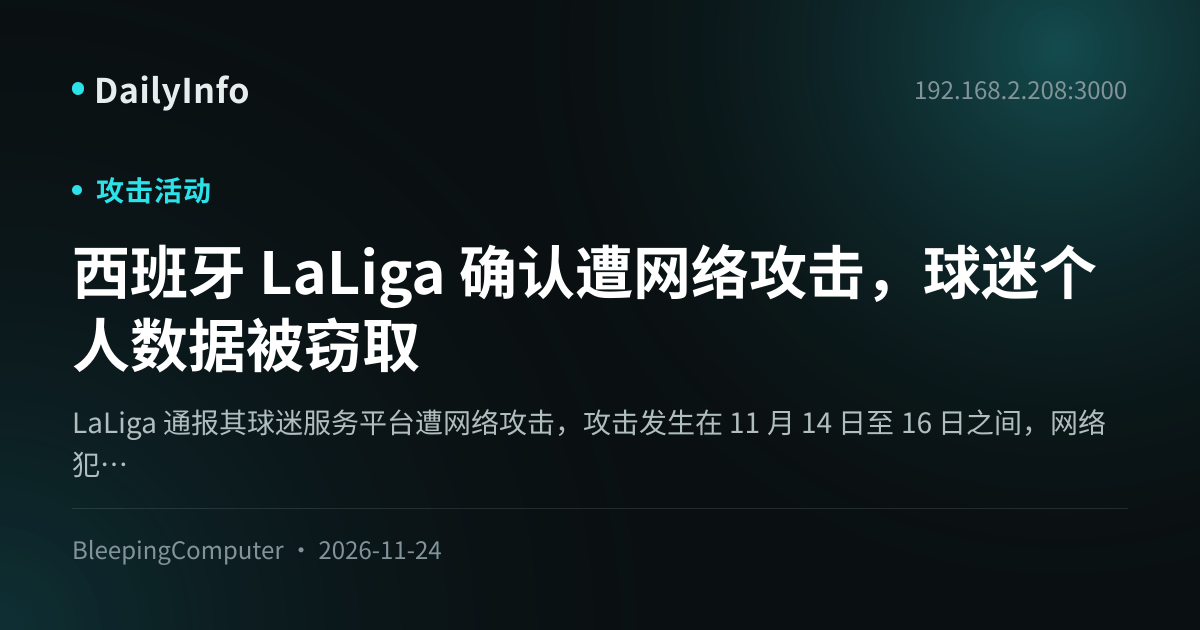 DailyInfo
192.168.2.208:3000
攻击活动
西班牙 LaLiga 确认遭网络攻击，球迷个
人数据被窃取
LaLiga 通报其球迷服务平台遭网络攻击，攻击发生在 11 月 14 日至 16 日之间，网络
犯…
BleepingComputer • 2026-11-24